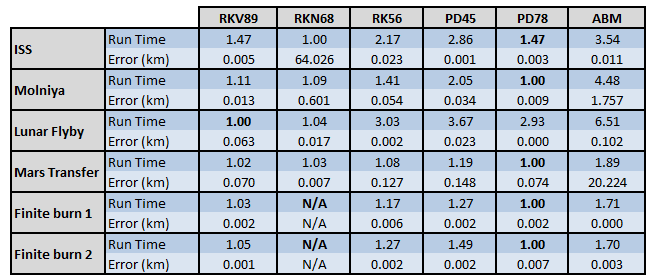 RKV89 RKN68 RK56 PD45 PD78 ABM
ISS Run Time 1.47 1.00 2.17 2.86 1.47 3.54
Error (km) 0.005 64.026 0.023 0.001 0.003 0.011
Molniya Run Time 1.11 1.09 1.41 2.05 1.00 4.48
Error (km) 0.013 0.601 0.054 0.034 0.009 1.757
Lunar Flyby Run Time 1.00 1.04 3.03 3.67 2.93 6.51
Error (km) 0.063 0.017 0.002 0.023 0.000 0.102
Mars Transfer Run Time 1.02 1.03 1.08 1.19 1.00 1.89
Error (km) 0.070 0.007 0.127 0.148 0.074 20.224
Finite burn 1 Run Time 1.03 N/A 1.17 1.27 1.00 1.71
Error (km) 0.002 N/A 0.006 0.002 0.002 0.000
Finite burn 2 Run Time 1.05 N/A 1.27 1.49 1.00 1.70
Error (km) 0.001 N/A 0.002 0.002 0.007 0.003